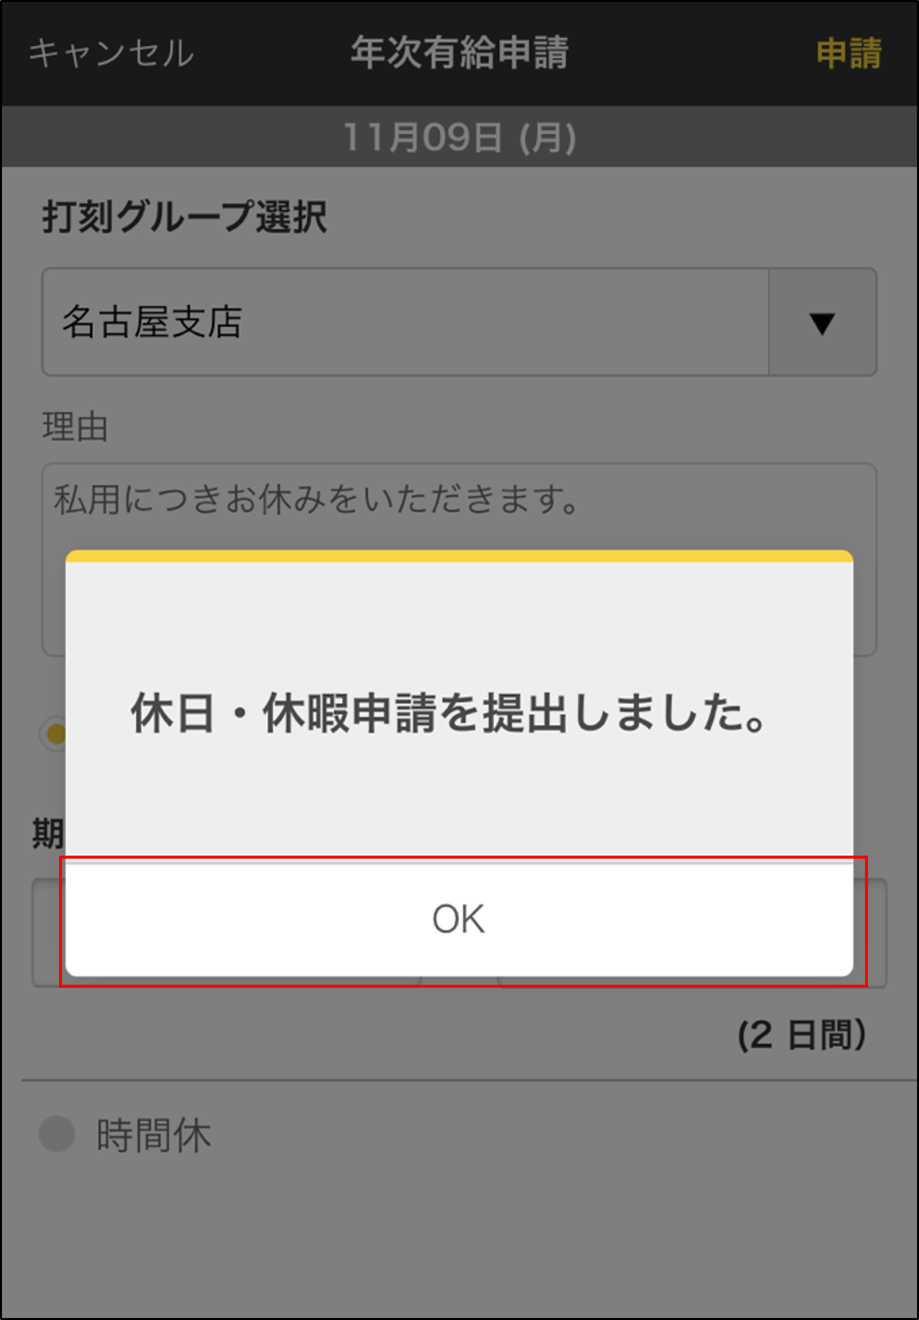 キャンセル 年次有給申請 申請
11月09日 (月)
打刻グループ選択
名古屋支店 ▼
理由
私用につきお休みをいただきます。
休日・休暇申請を提出しました。
期
OK
(2 日間)
時間休